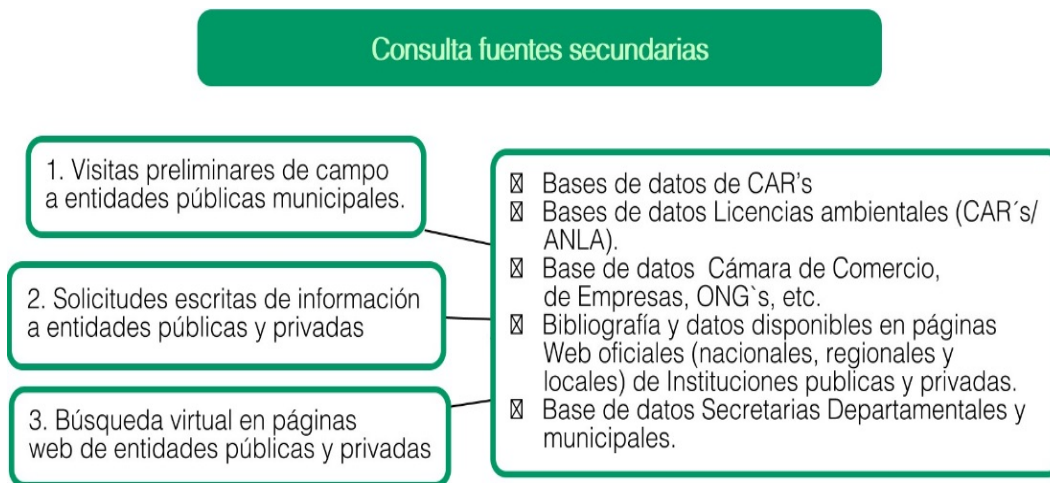 Consulta fuentes secundarias
1. Visitas preliminares de campo
a entidades públicas municipales.
2. Solicitudes escritas de información
a entidades públicas y privadas
3. Búsqueda virtual en páginas
web de entidades públicas y privadas
Bases de datos de CAR's
Bases de datos Licencias ambientales (CAR´s/
ANLA).
Base de datos Cámara de Comercio,
de Empresas, ONG`s, etc.
Bibliografía y datos disponibles en páginas
Web oficiales (nacionales, regionales y
locales) de Instituciones publicas y privadas.
Base de datos Secretarias Departamentales y
municipales.